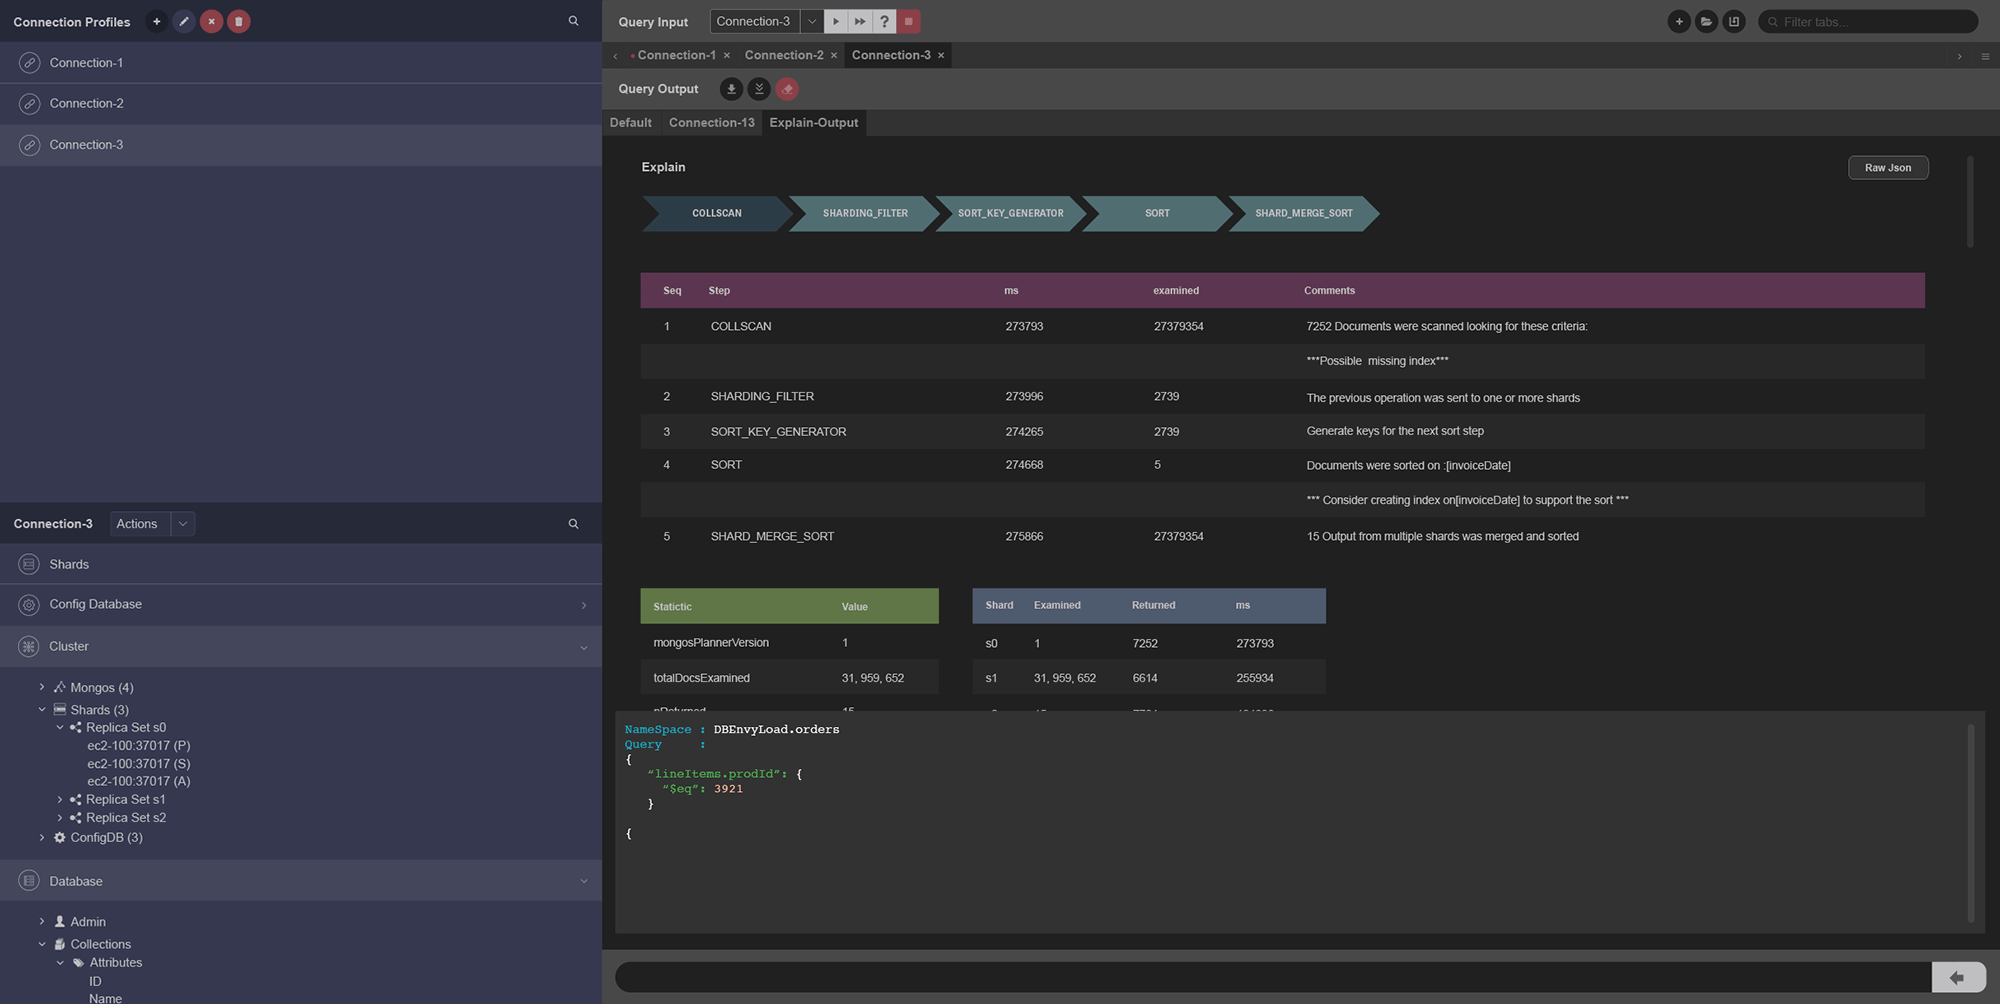 Connection Profiles
Connection-1
Connection-2
Connection-3
Connection-3 Actions
Shards
Config Database
Cluster
Mongos (4)
Shards (3)
Replica Set s0
ec2-100:37017 (P)
ec2-100:37017 (S)
ec2-100:37017 (A)
Replica Set s1
Replica Set s2
ConfigDB (3)
Database
Admin
Collections
Attributes
ID
Name
Query Input Connection-3 ? Filter tabs...
Connection-1 × Connection-2 × Connection-3 ×
Query Output
Default Connection-13 Explain-Output
Explain Raw Json
COLLSCAN SHARDING_FILTER SORT_KEY_GENERATOR SORT SHARD_MERGE_SORT
Seq Step ms examined Comments
1 COLLSCAN 273793 27379354 7252 Documents were scanned looking for these criteria:
***Possible missing index***
2 SHARDING_FILTER 273996 2739 The previous operation was sent to one or more shards
3 SORT_KEY_GENERATOR 274265 2739 Generate keys for the next sort step
4 SORT 274668 5 Documents were sorted on :[invoiceDate]
*** Consider creating index on[invoiceDate] to support the sort ***
5 SHARD_MERGE_SORT 275866 27379354 15 Output from multiple shards was merged and sorted
Statictic Value
mongosPlannerVersion 1
totalDocsExamined 31, 959, 652
nReturned 15
Shard Examined Returned ms
s0 1 7252 273793
s1 31, 959, 652 6614 255934
NameSpace : DBEnvyLoad.orders
Query :
{
“lineItems.prodId”: {
“$eq”: 3921
}
{